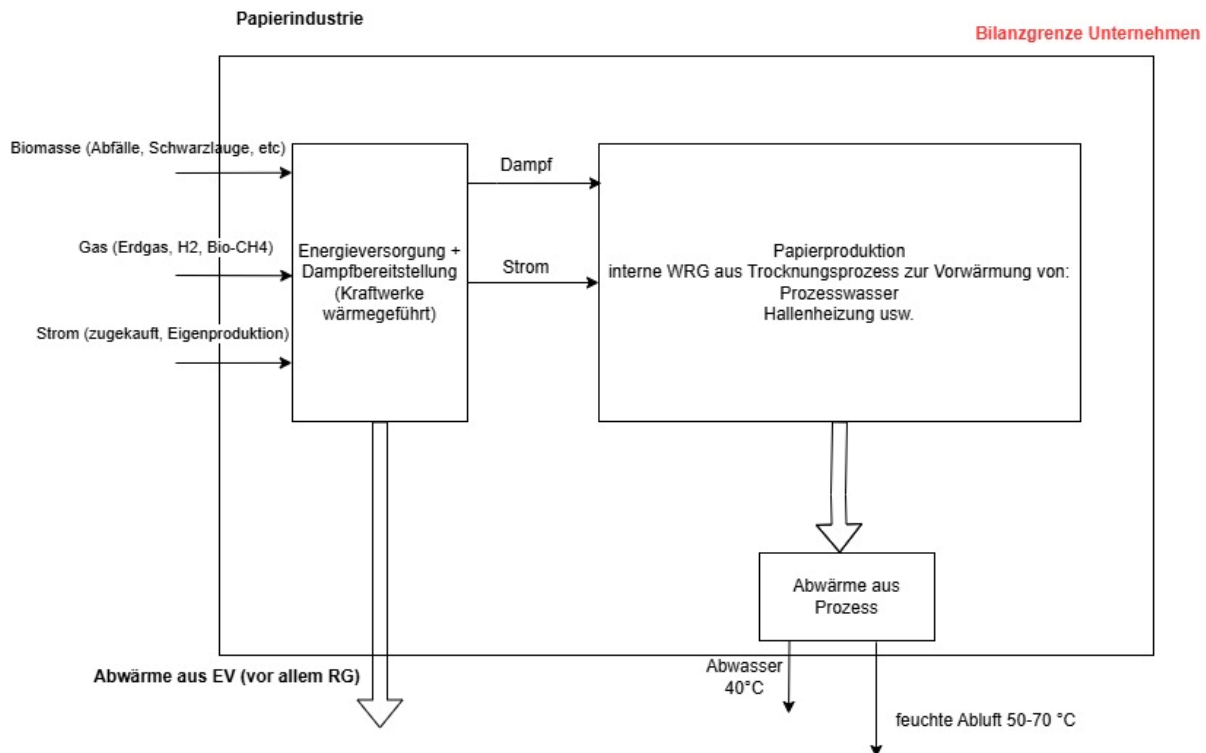 Papierindustrie
Bilanzgrenze Unternehmen
Biomasse (Abfälle, Schwarzlauge, etc)
Dampf
Gas (Erdgas, H2, Bio-CH4)
Energieversorgung +
Dampfbereitstellung
(Kraftwerke
wärmegeführt)
Strom
Papierproduktion
interne WRG aus Trocknungsprozess zur Vorwärmung von:
Prozesswasser
Hallenheizung usw.
Strom (zugekauft, Eigenproduktion)
Abwärme aus
Prozess
Abwärme aus EV (vor allem RG)
Abwasser
40°C
feuchte Abluft 50-70 °C